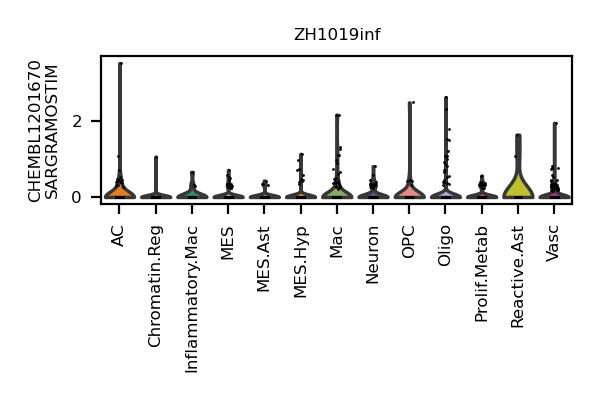 ZH1019inf
CHEMBL1201670
SARGRAMOSTIM
2
0
AC
Chromatin.Reg
Inflammatory.Mac
MES
MES.Ast
MES.Hyp
Mac
Neuron
OPC
Oligo
Prolif.Metab
Reactive.Ast
Vasc